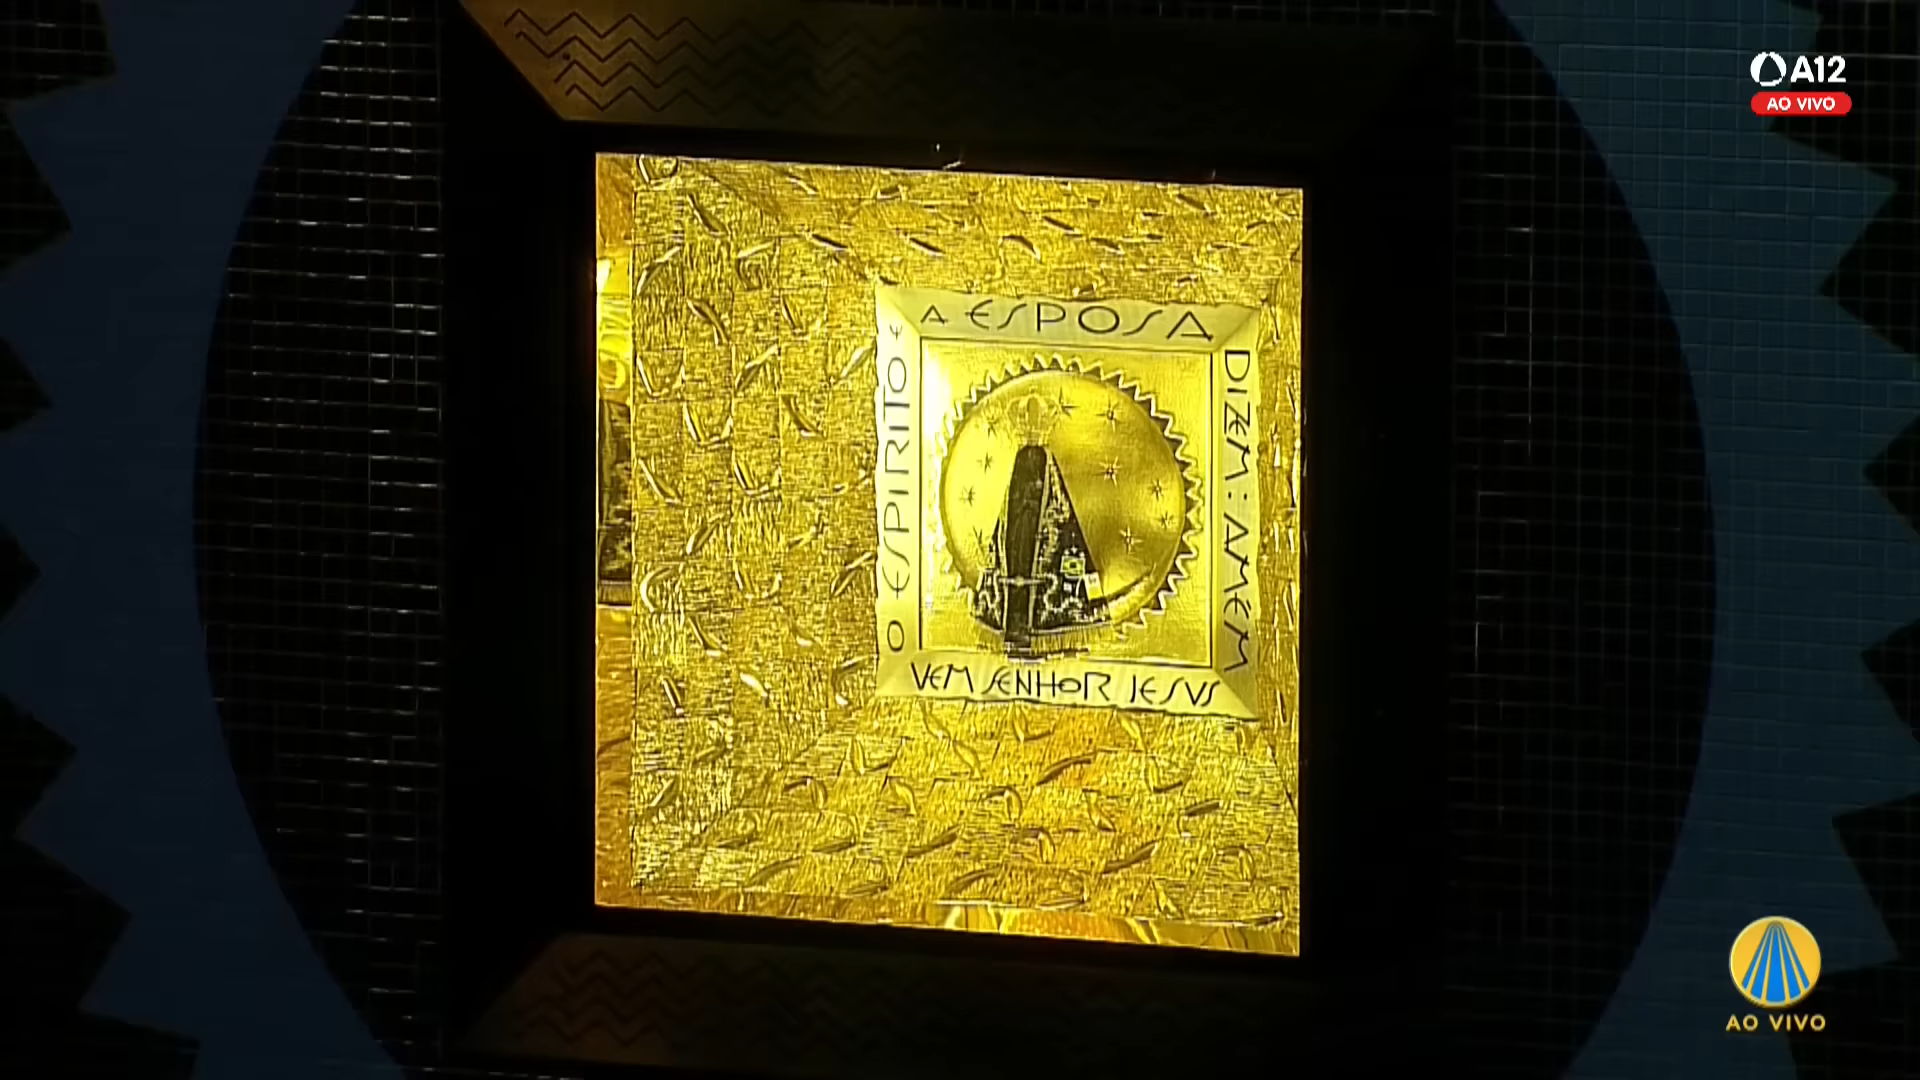 A12
AO VIVO
O ESPIRITO E
A ESPOSA
DIZEM: AMÉM
VEM SENHOR JESUS
AO VIVO